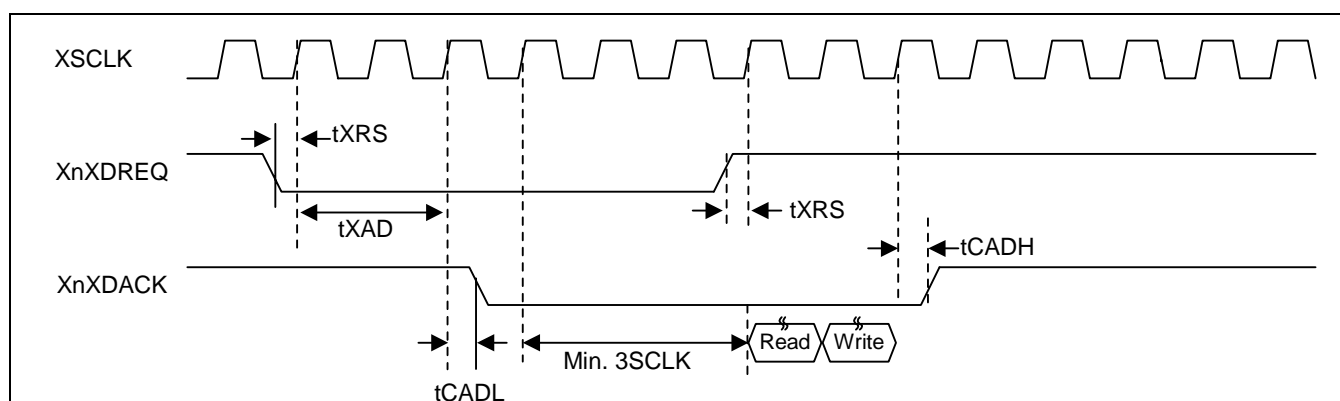 XSCLK
tXRS
XnXDREQ
tXAD
tXRS
tCADH
XnXDACK
Read Write
Min. 3SCLK
tCADL